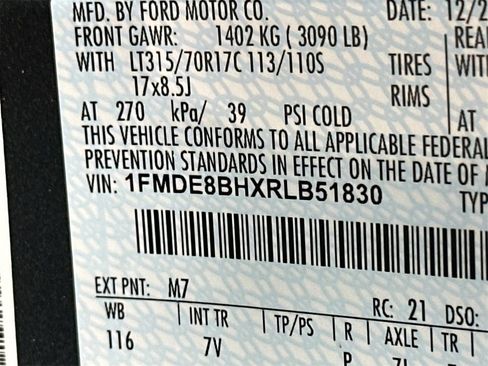 MFD. BY FORD MOTOR CO. DATE: 12/2
FRONT GAWR: 1402 KG ( 3090 LB) REA
WITH LT315/70R17C 113/110S TIRES WITH
17x8.5J RIMS
AT 270 kPa/ 39 PSI COLD AT
THIS VEHICLE CONFORMS TO ALL APPLICABLE FEDERAL
PREVENTION STANDARDS IN EFFECT ON THE DATE OF
VIN: 1FMDE8BHXRLB51830 TYP
EXT PNT: M7 RC: 21 DSO:
WB INT TR TP/PS R AXLE TR
116 7V P